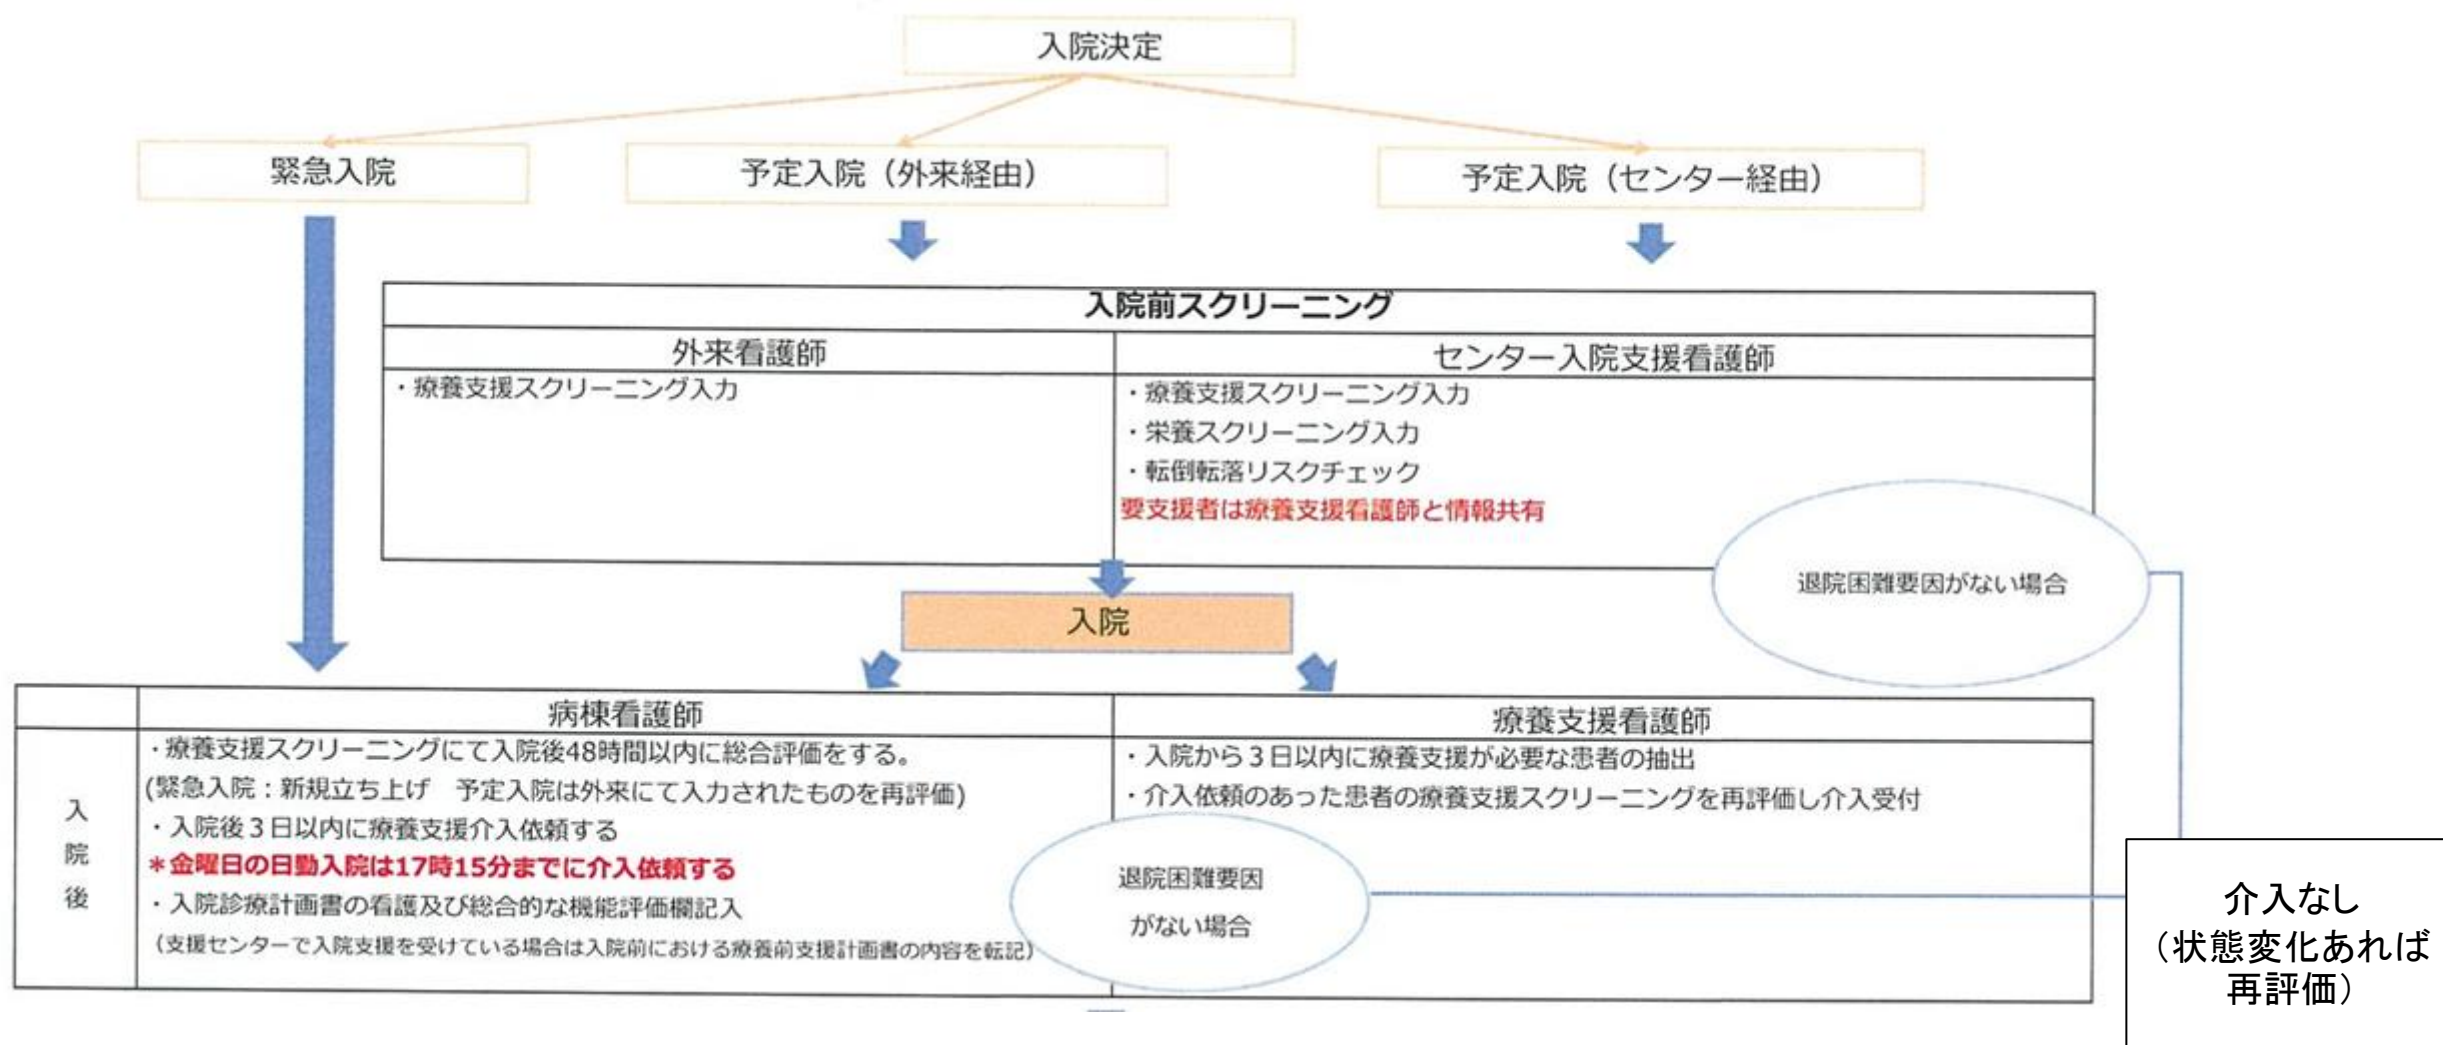 入院決定
緊急入院
予定入院（外来経由）
予定入院（センター経由）
入院前スクリーニング
外来看護師
センター入院支援看護師
・療養支援スクリーニング入力
・療養支援スクリーニング入力
・栄養スクリーニング入力
・転倒転落リスクチェック
要支援者は療養支援看護師と情報共有
退院困難要因がない場合
入院
病棟看護師
療養支援看護師
入
院
後
・療養支援スクリーニングにて入院後48時間以内に総合評価をする。
(緊急入院：新規立ち上げ　予定入院は外来にて入力されたものを再評価)
・入院後３日以内に療養支援介入依頼する
＊金曜日の日勤入院は17時15分までに介入依頼する
・入院診療計画書の看護及び総合的な機能評価欄記入
（支援センターで入院支援を受けている場合は入院前における療養前支援計画書の内容を転記）
・入院から３日以内に療養支援が必要な患者の抽出
・介入依頼のあった患者の療養支援スクリーニングを再評価し介入受付
退院困難要因
がない場合
介入なし
（状態変化あれば
再評価）